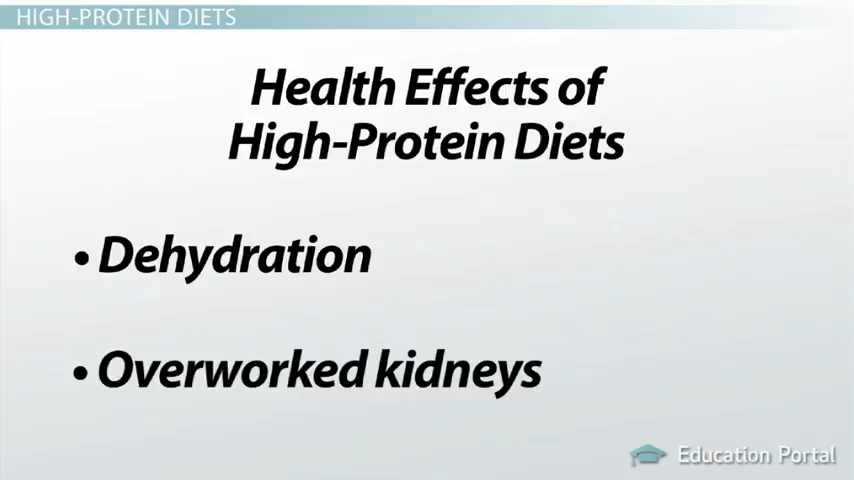 HIGH-PROTEIN DIETS
Health Effects of
High-Protein Diets
• Dehydration
• Overworked kidneys
Education Portal